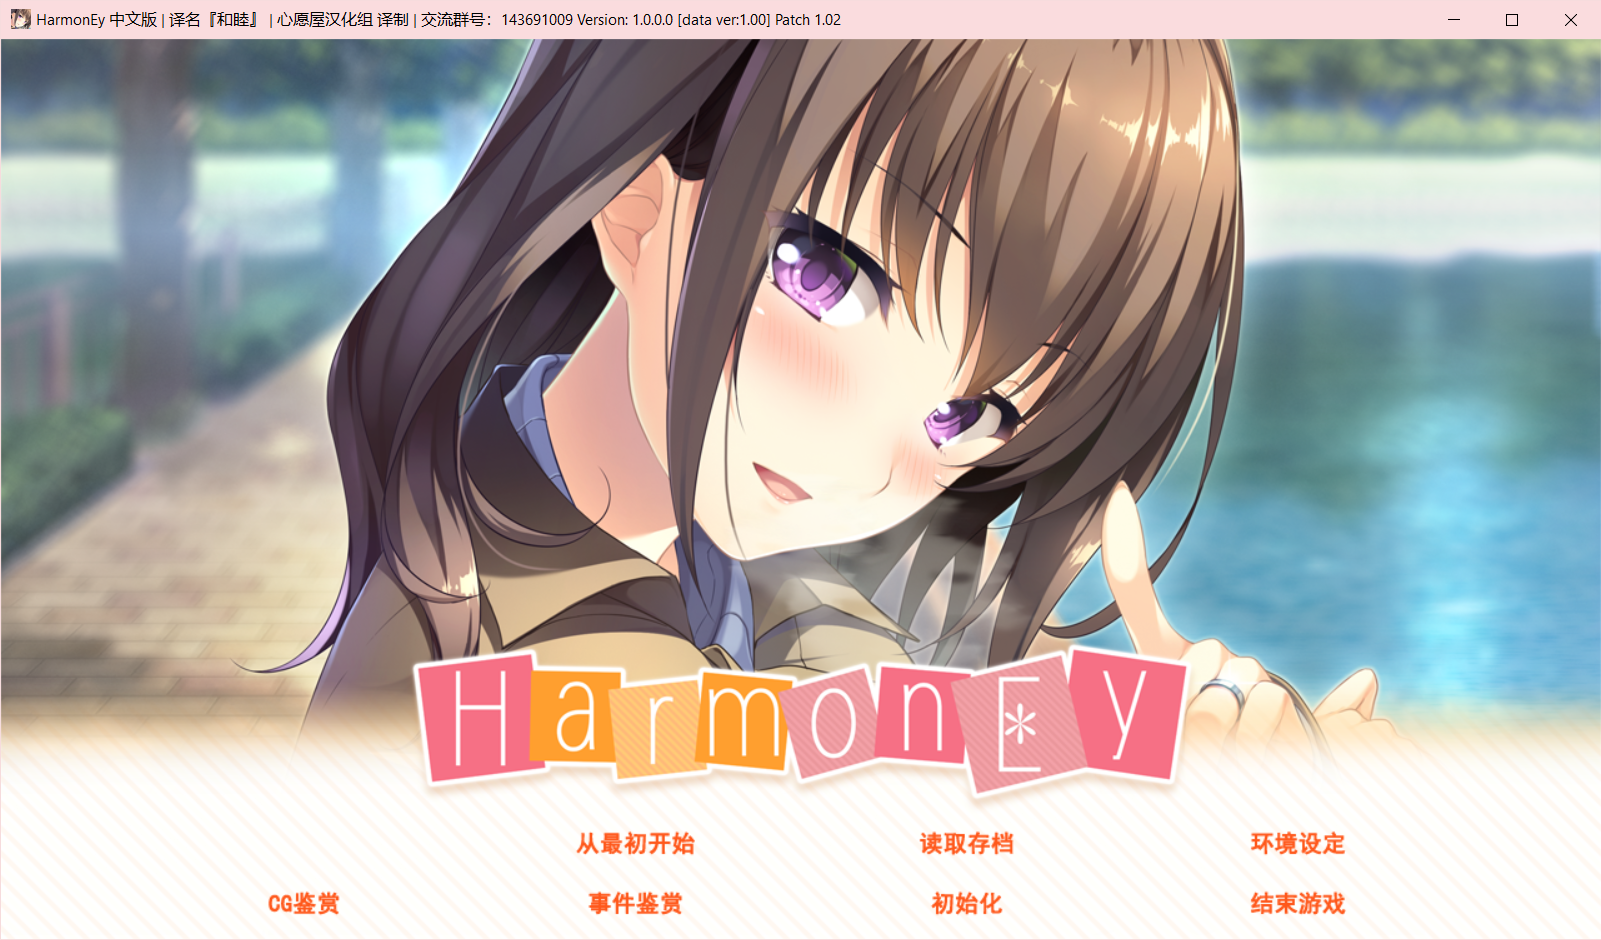 HarmonEy 中文版 | 译名『和睦』 | 心愿屋汉化组 译制 | 交流群号：143691009 Version: 1.0.0.0 [data ver:1.00] Patch 1.02
HarmonEy
从最初开始 读取存档 环境设定
CG鉴赏 事件鉴赏 初始化 结束游戏